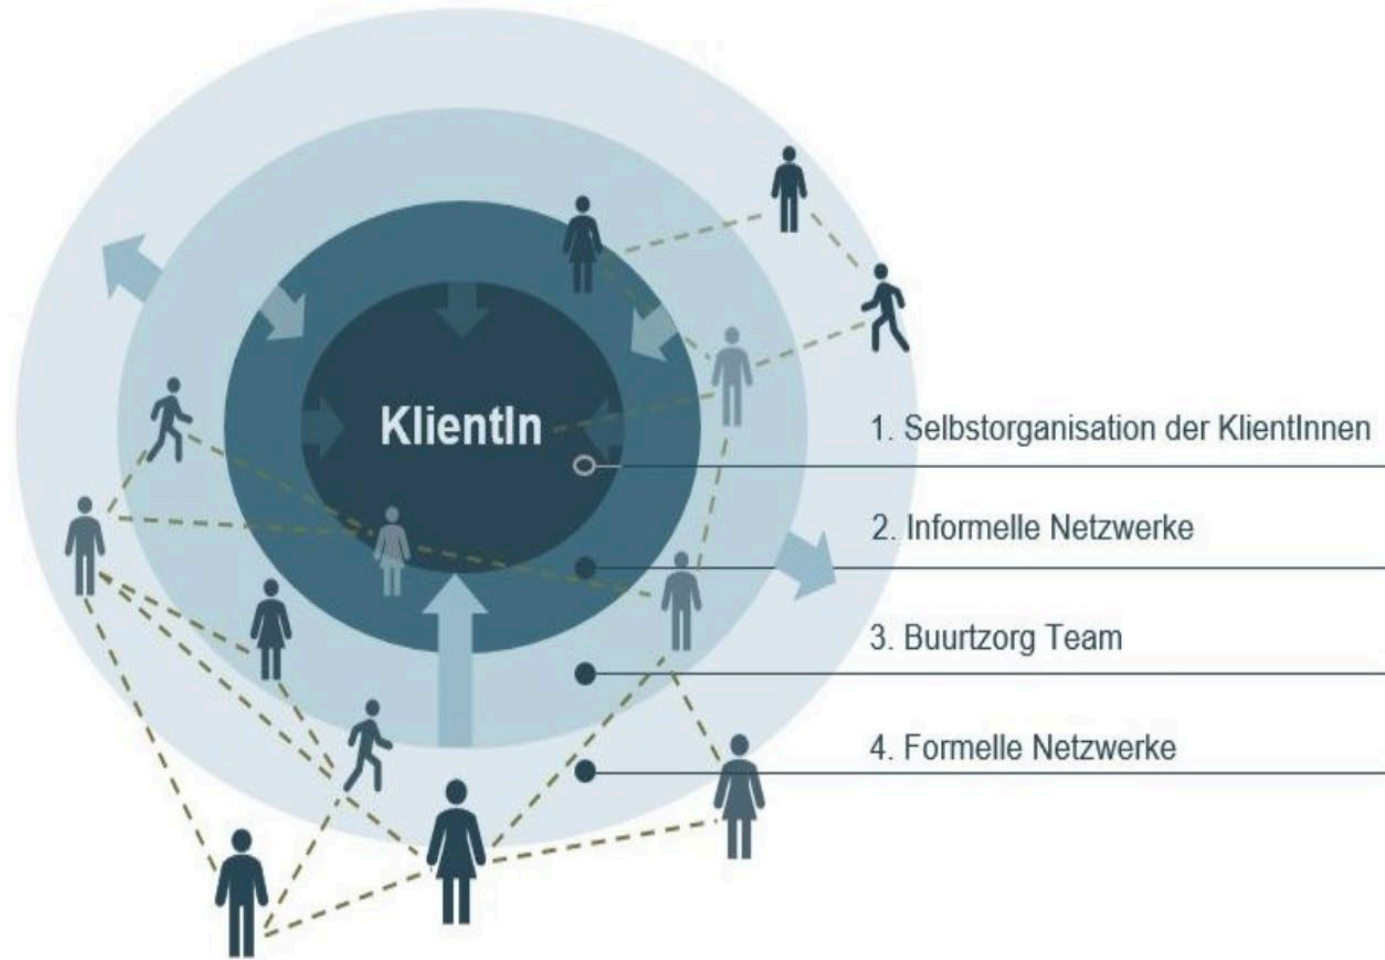 KlientIn
1. Selbstorganisation der KlientInnen
2. Informelle Netzwerke
3. Buurtzorg Team
4. Formelle Netzwerke